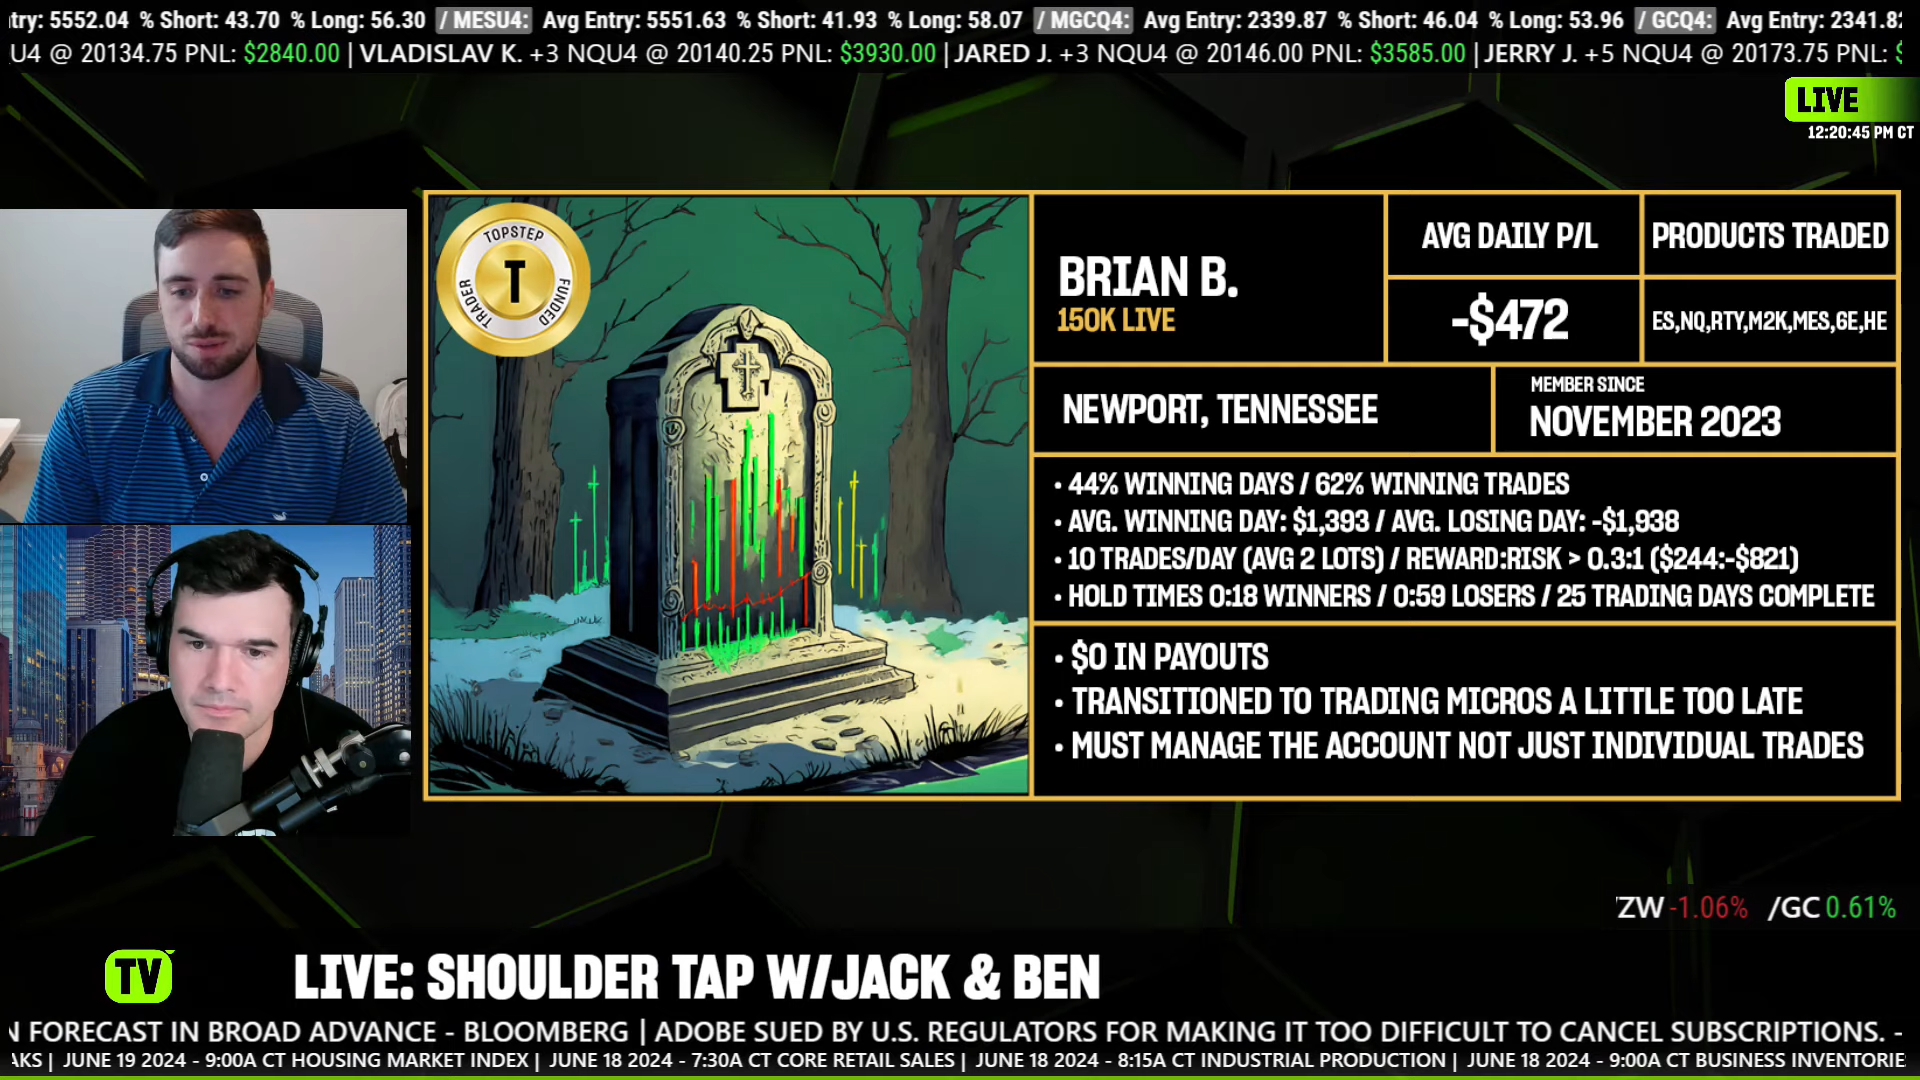 try: 5552.04 % Short: 43.70 % Long: 56.30 / MESU4: Avg Entry: 5551.63 % Short: 41.93 % Long: 58.07 / MGCQ4: Avg Entry: 2339.87 % Short: 46.04 % Long: 53.96 / GCQ4: Avg Entry: 2341.82
U4 @ 20134.75 PNL: $2840.00 | VLADISLAV K. +3 NQU4 @ 20140.25 PNL: $3930.00 | JARED J. +3 NQU4 @ 20146.00 PNL: $3585.00 | JERRY J. +5 NQU4 @ 20173.75 PNL: $
LIVE
12:20:45 PM CT
TOPSTEP
T
FUNDED
TRADER
BRIAN B.
150K LIVE
AVG DAILY P/L
-$472
PRODUCTS TRADED
ES,NQ,RTY,M2K,MES,6E,HE
NEWPORT, TENNESSEE
MEMBER SINCE
NOVEMBER 2023
• 44% WINNING DAYS / 62% WINNING TRADES
• AVG. WINNING DAY: $1,393 / AVG. LOSING DAY: -$1,938
• 10 TRADES/DAY (AVG 2 LOTS) / REWARD:RISK > 0.3:1 ($244:-$821)
• HOLD TIMES 0:18 WINNERS / 0:59 LOSERS / 25 TRADING DAYS COMPLETE
• $0 IN PAYOUTS
• TRANSITIONED TO TRADING MICROS A LITTLE TOO LATE
• MUST MANAGE THE ACCOUNT NOT JUST INDIVIDUAL TRADES
/ZW -1.06% /GC 0.61%
TV
LIVE: SHOULDER TAP W/JACK & BEN
N FORECAST IN BROAD ADVANCE - BLOOMBERG | ADOBE SUED BY U.S. REGULATORS FOR MAKING IT TOO DIFFICULT TO CANCEL SUBSCRIPTIONS. -
AKS | JUNE 19 2024 - 9:00A CT HOUSING MARKET INDEX | JUNE 18 2024 - 7:30A CT CORE RETAIL SALES | JUNE 18 2024 - 8:15A CT INDUSTRIAL PRODUCTION | JUNE 18 2024 - 9:00A CT BUSINESS INVENTORIE